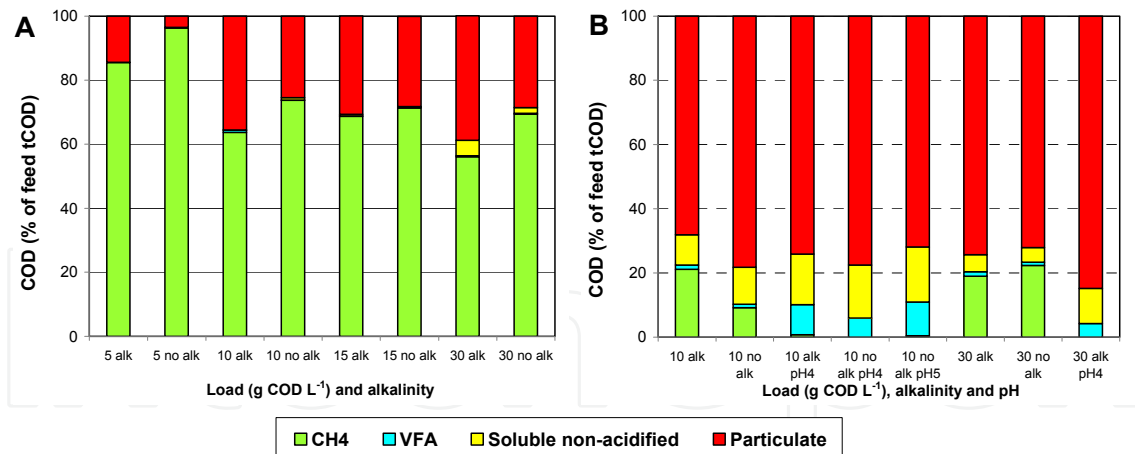 A
COD (% of feed tCOD)
100
80
60
40
20
0
5 alk 5 no alk 10 alk 10 no alk 15 alk 15 no alk 30 alk 30 no alk
Load (g COD L⁻¹) and alkalinity
B
COD (% of feed tCOD)
100
80
60
40
20
0
10 alk 10 no alk 10 alk pH4 10 no alk pH4 10 no alk pH5 30 alk 30 no alk 30 alk pH4
Load (g COD L⁻¹), alkalinity and pH
CH4 VFA Soluble non-acidified Particulate